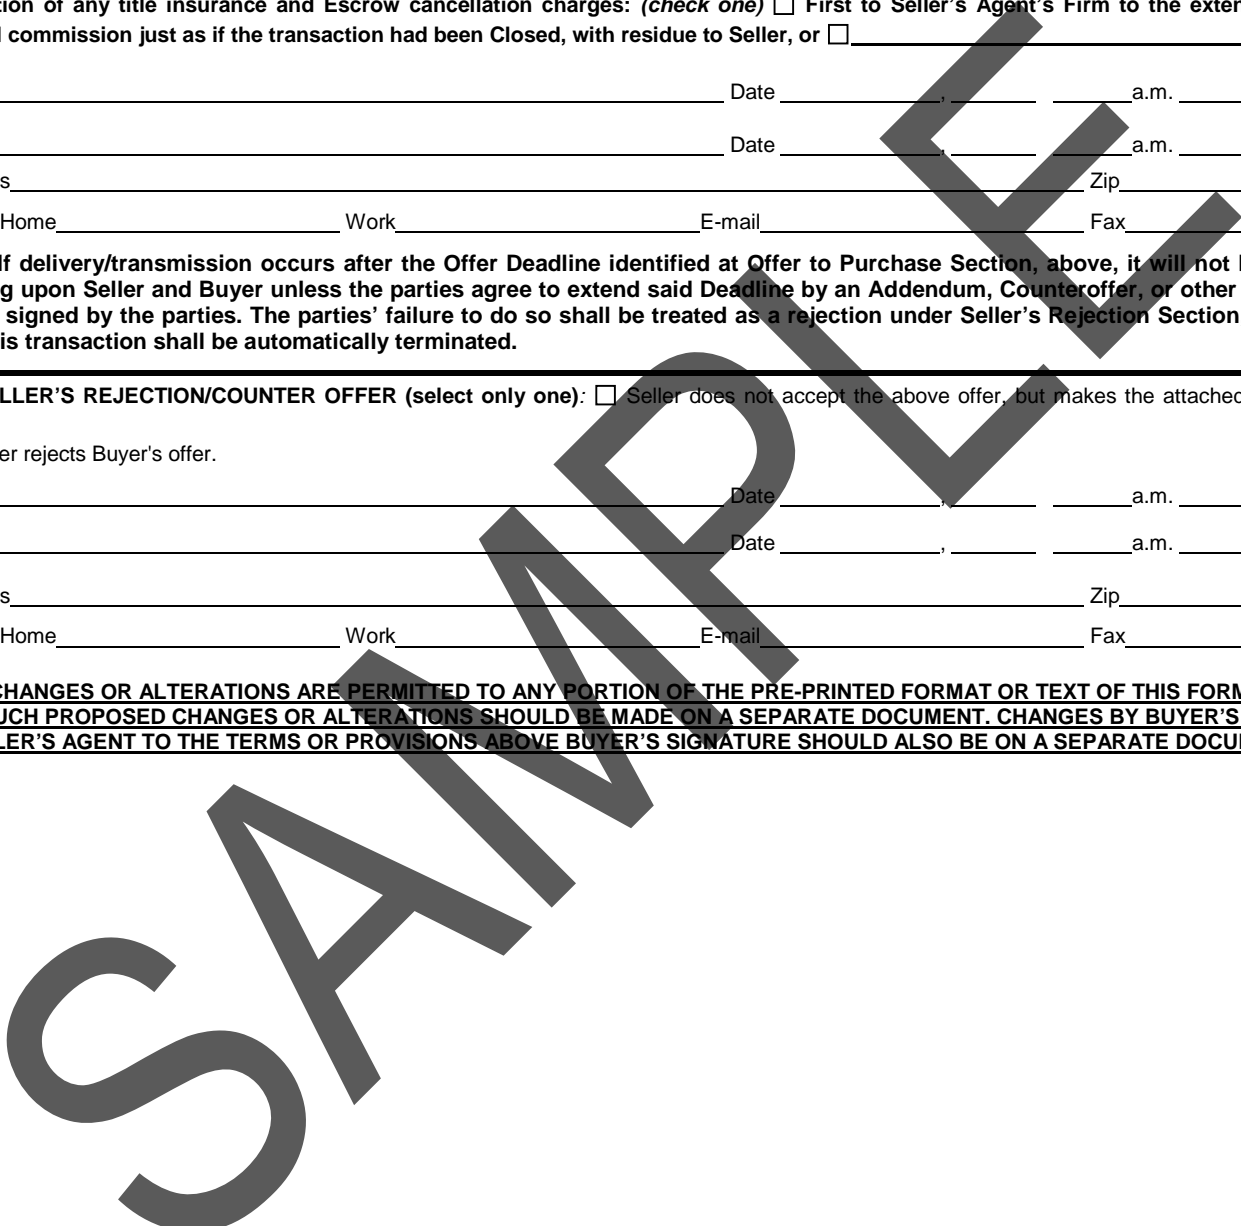 tion of any title insurance and Escrow cancellation charges: (check one) ☐ First to Seller's Agent's Firm to the exten
l commission just as if the transaction had been Closed, with residue to Seller, or ☐
Date , a.m.
Date , a.m.
s Zip
Home Work E-mail Fax
If delivery/transmission occurs after the Offer Deadline identified at Offer to Purchase Section, above, it will not
g upon Seller and Buyer unless the parties agree to extend said Deadline by an Addendum, Counteroffer, or other
signed by the parties. The parties' failure to do so shall be treated as a rejection under Seller's Rejection Section
is transaction shall be automatically terminated.
LLER'S REJECTION/COUNTER OFFER (select only one): ☐ Seller does not accept the above offer, but makes the attached
er rejects Buyer's offer.
Date , a.m.
Date , a.m.
s Zip
Home Work E-mail Fax
CHANGES OR ALTERATIONS ARE PERMITTED TO ANY PORTION OF THE PRE-PRINTED FORMAT OR TEXT OF THIS FORM
UCH PROPOSED CHANGES OR ALTERATIONS SHOULD BE MADE ON A SEPARATE DOCUMENT. CHANGES BY BUYER'S
LER'S AGENT TO THE TERMS OR PROVISIONS ABOVE BUYER'S SIGNATURE SHOULD ALSO BE ON A SEPARATE DOCU
SAMPLE